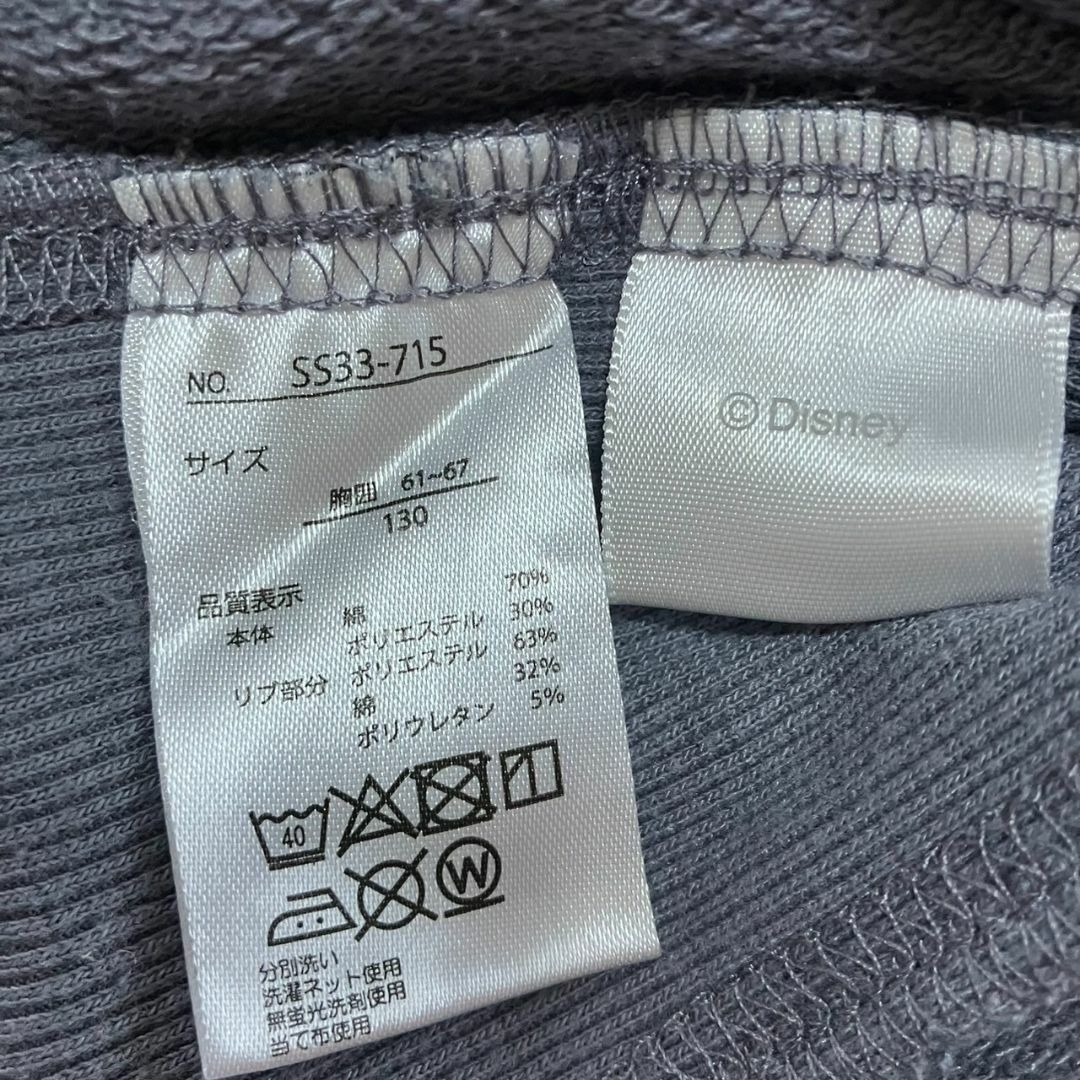 NO. SS33-715
サイズ
胸囲 61~67
130
品質表示
本体 綿 70%
ポリエステル 30%
リブ部分 ポリエステル 63%
綿 32%
ポリウレタン 5%
40
W
分別洗い
洗濯ネット使用
無蛍光洗剤使用
当て布使用
© Disney